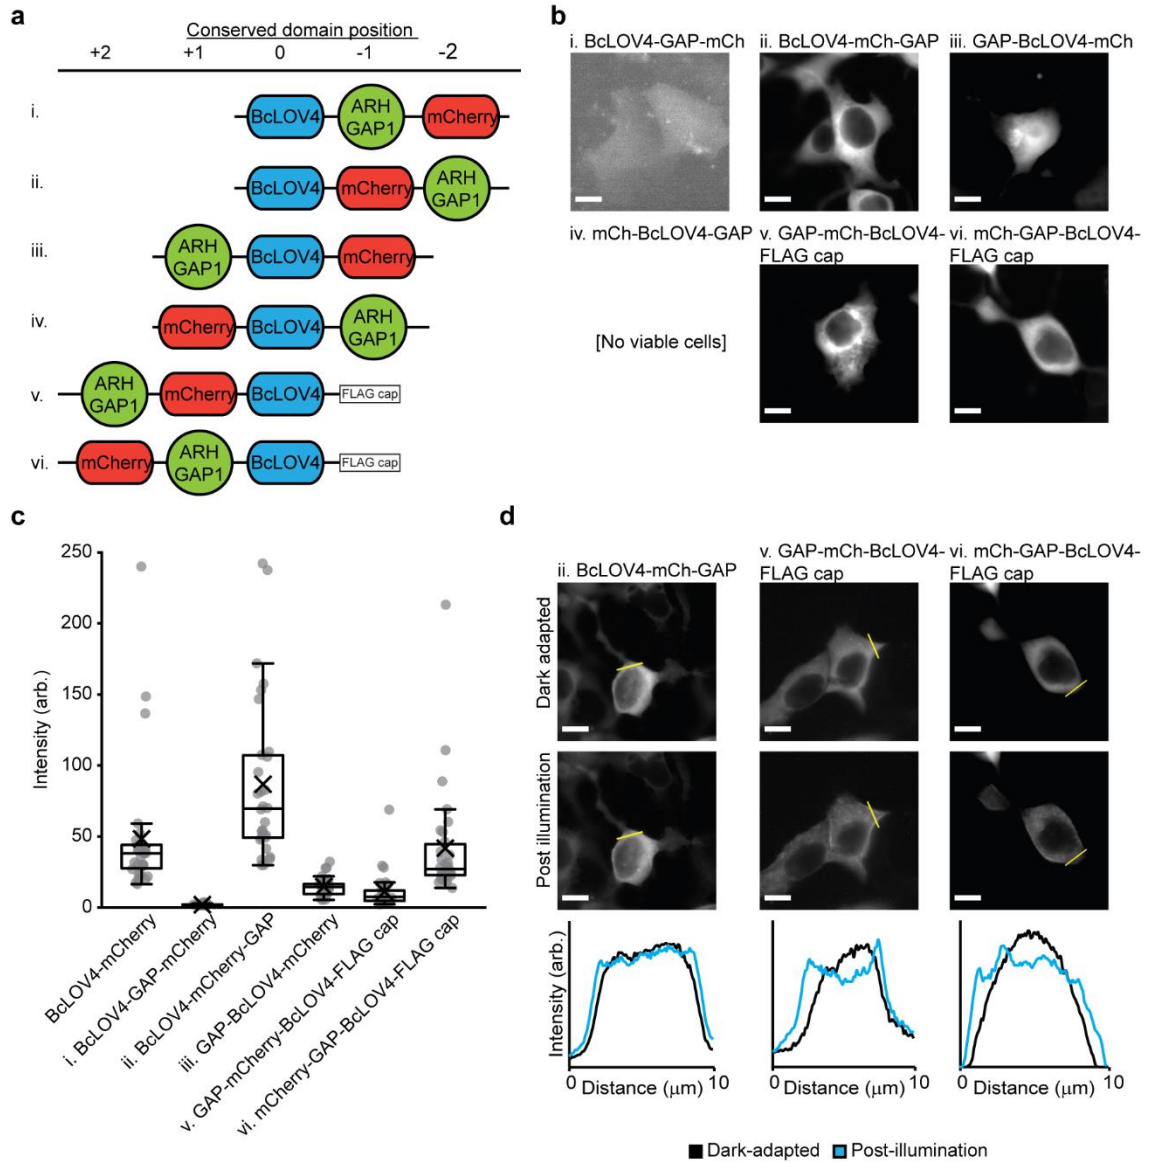 a
Conserved domain position
+2 +1 0 -1 -2
i. BcLOV4 ARH GAP1 mCherry
ii. BcLOV4 mCherry ARH GAP1
iii. ARH GAP1 BcLOV4 mCherry
iv. mCherry BcLOV4 ARH GAP1
v. ARH GAP1 mCherry BcLOV4 FLAG cap
vi. mCherry ARH GAP1 BcLOV4 FLAG cap
b
i. BcLOV4-GAP-mCh
ii. BcLOV4-mCh-GAP
iii. GAP-BcLOV4-mCh
iv. mCh-BcLOV4-GAP
[No viable cells]
v. GAP-mCh-BcLOV4-
FLAG cap
vi. mCh-GAP-BcLOV4-
FLAG cap
c
Intensity (arb.)
250
200
150
100
50
0
BcLOV4-mCherry
i. BcLOV4-GAP-mCherry
ii. BcLOV4-mCherry-GAP
iii. GAP-BcLOV4-mCherry
v. GAP-mCherry-BcLOV4-FLAG cap
vi. mCherry-GAP-BcLOV4-FLAG cap
d
ii. BcLOV4-mCh-GAP
v. GAP-mCh-BcLOV4-
FLAG cap
vi. mCh-GAP-BcLOV4-
FLAG cap
Dark adapted
Post illumination
Intensity (arb.)
0 Distance (μm) 10
0 Distance (μm) 10
0 Distance (μm) 10
Dark-adapted Post-illumination